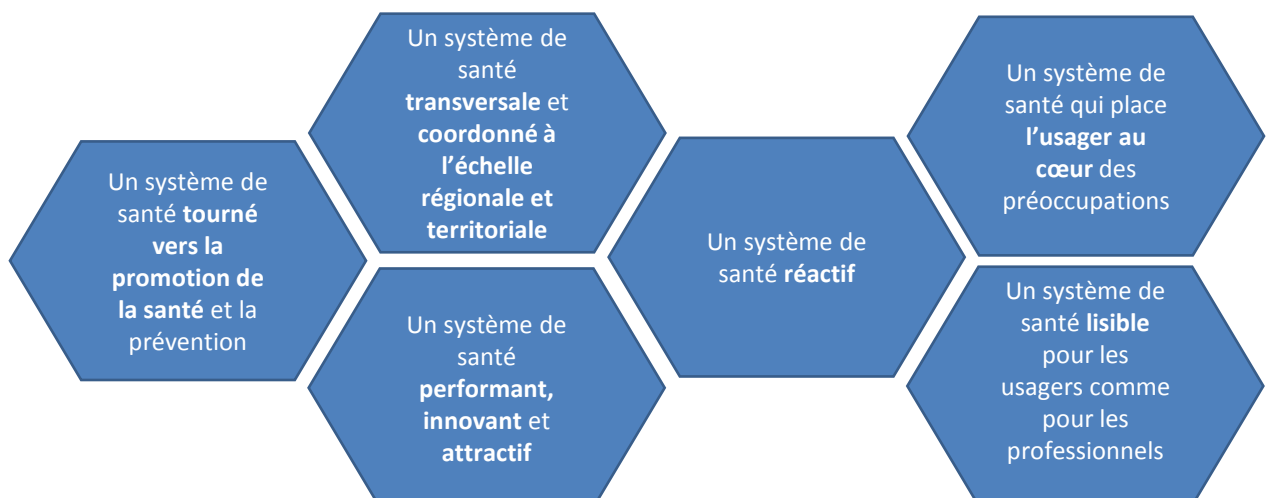 Un système de
santé tourné
vers la
promotion de
la santé et la
prévention
Un système de
santé
transversale et
coordonné à
l’échelle
régionale et
territoriale
Un système de
santé
performant,
innovant et
attractif
Un système de
santé réactif
Un système de
santé qui place
l’usager au
cœur des
préoccupations
Un système de
santé lisible
pour les
usagers comme
pour les
professionnels